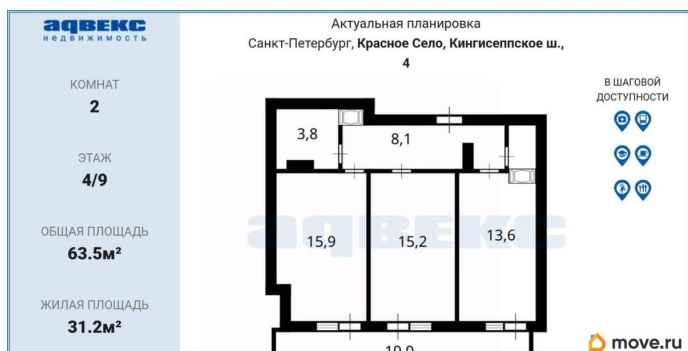 адвекс
недвижимость
КОМНАТ
2
ЭТАЖ
4/9
ОБЩАЯ ПЛОЩАДЬ
63.5м²
ЖИЛАЯ ПЛОЩАДЬ
31.2м²
Актуальная планировка
Санкт-Петербург, Красное Село, Кингисеппское ш.,
4
3,8
8,1
15,9
15,2
13,6
10,0
адвекс
В ШАГОВОЙ
ДОСТУПНОСТИ
move.ru